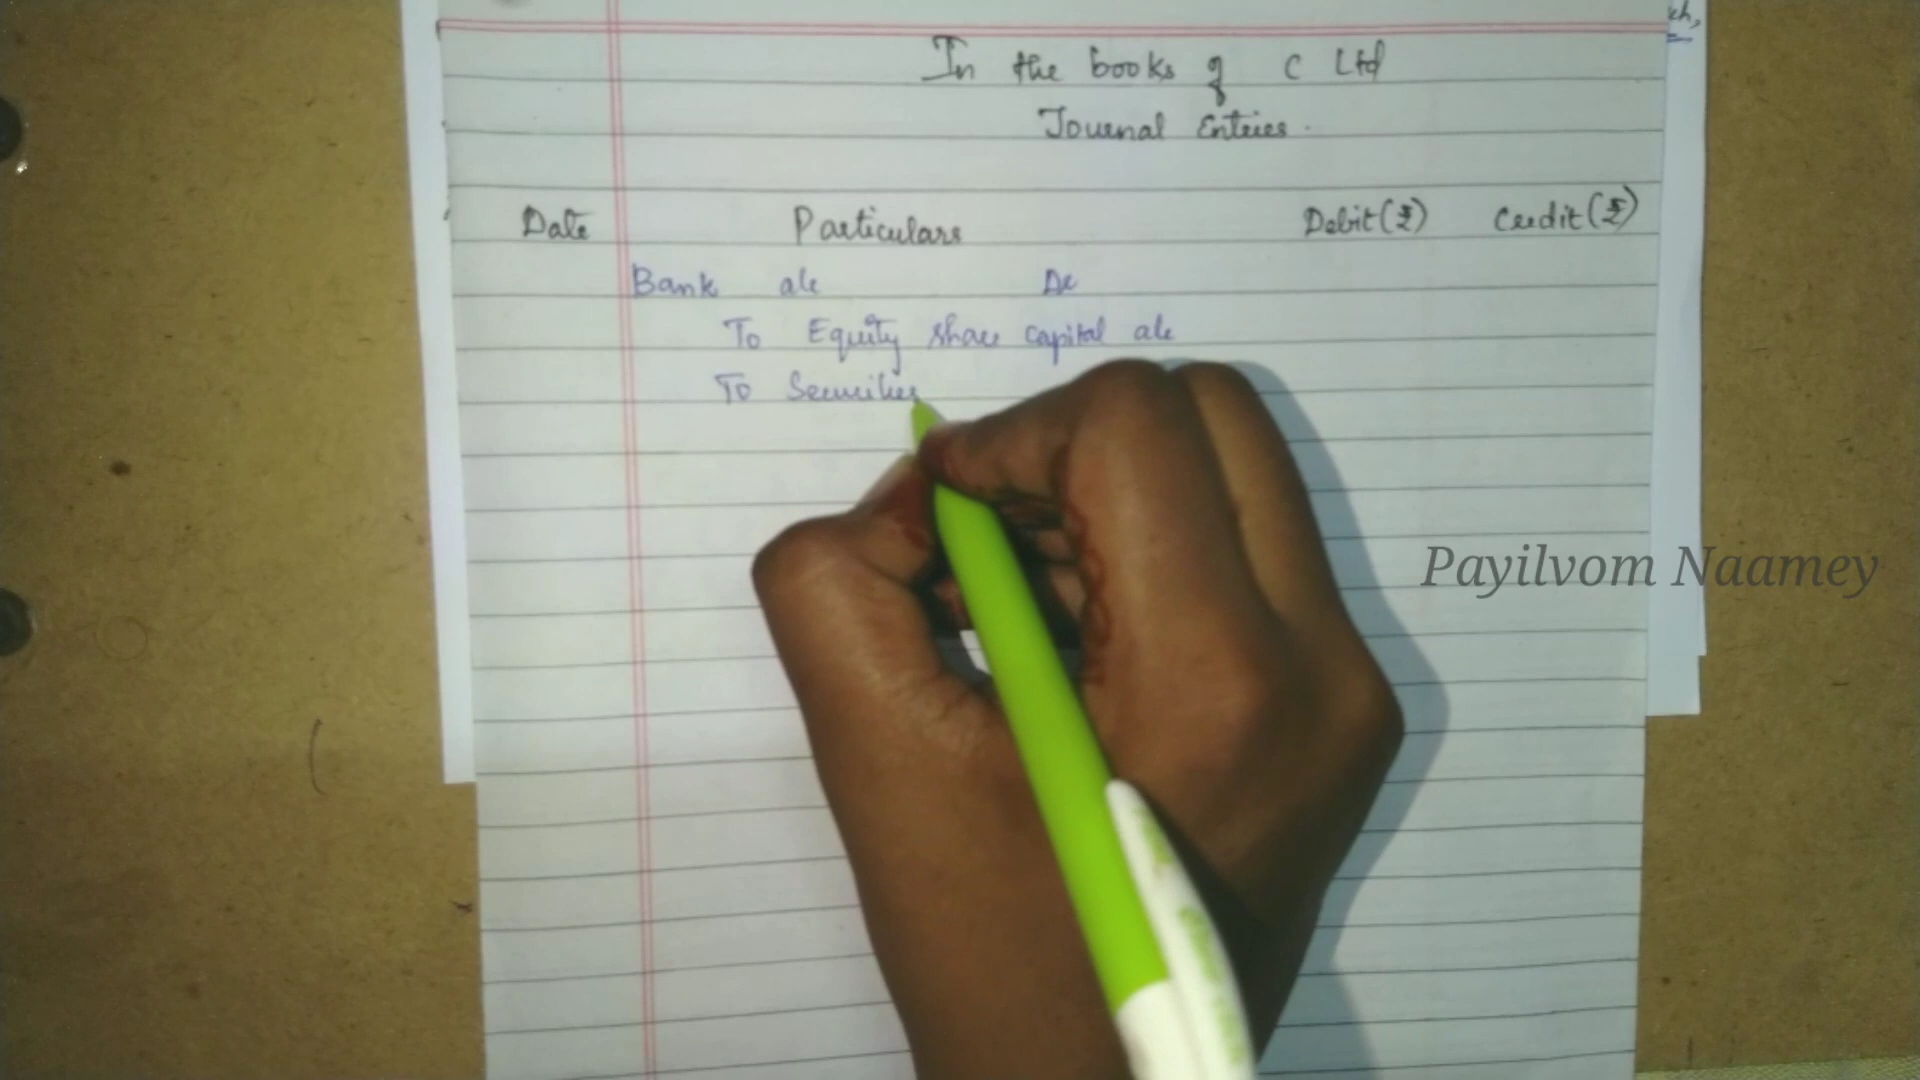 In the books of C Ltd
Journal Entries.
Date Particulars Debit (₹) Credit (₹)
Bank a/c Dr
To Equity share capital a/c
To Securities
Payilvom Naamey